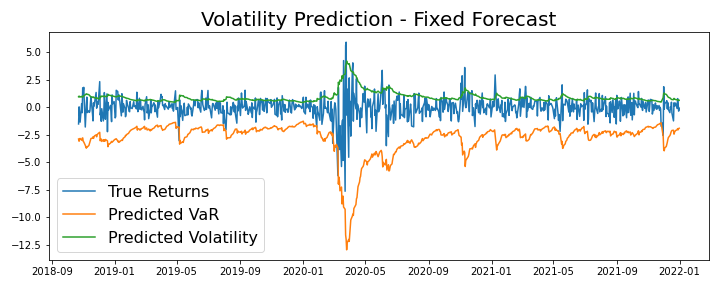 Volatility Prediction - Fixed Forecast
5.0
2.5
0.0
−2.5
−5.0
−7.5
−10.0
−12.5
True Returns
Predicted VaR
Predicted Volatility
2018-09 2019-01 2019-05 2019-09 2020-01 2020-05 2020-09 2021-01 2021-05 2021-09 2022-01